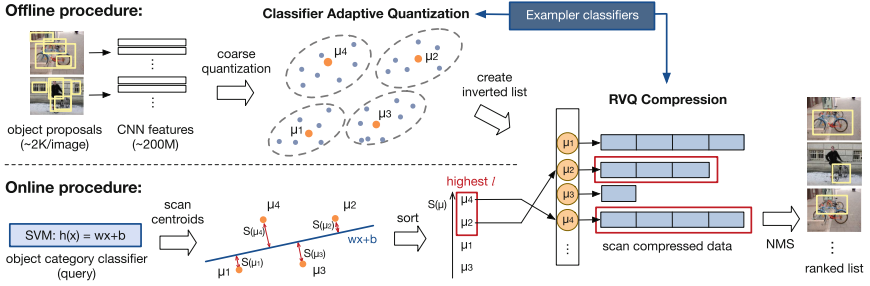 Offline procedure:
Classifier Adaptive Quantization
Exampler classifiers
object proposals
(~2K/image)
CNN features
(~200M)
coarse
quantization
μ4
μ2
μ1
μ3
create
inverted list
RVQ Compression
μ1
μ2
μ3
μ4
Online procedure:
SVM: h(x) = wx+b
object category classifier
(query)
scan
centroids
μ4
μ2
S(μ4)
S(μ2)
wx+b
S(μ1)
S(μ3)
μ1
μ3
sort
highest l
S(μ)
μ4
μ2
μ1
μ3
scan compressed data
NMS
ranked list